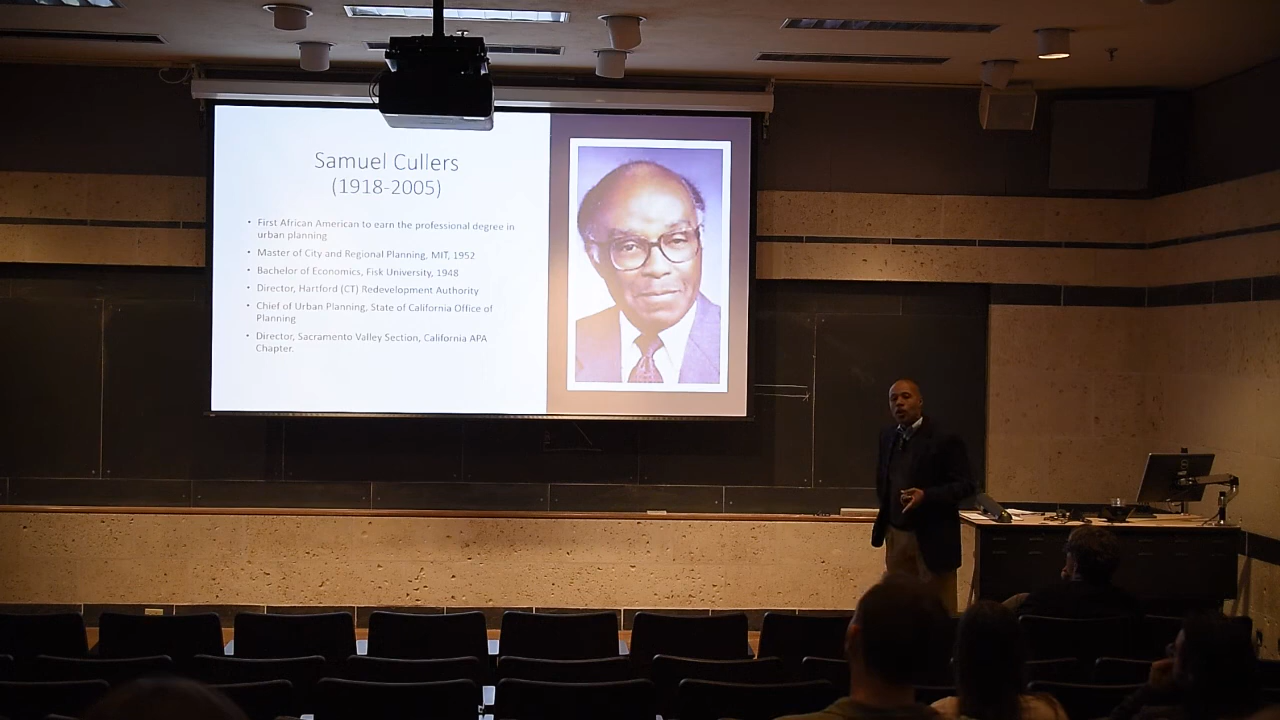 Samuel Cullers
(1918-2005)
• First African American to earn the professional degree in
urban planning
• Master of City and Regional Planning, MIT, 1952
• Bachelor of Economics, Fisk University, 1948
• Director, Hartford (CT) Redevelopment Authority
• Chief of Urban Planning, State of California Office of
Planning
• Director, Sacramento Valley Section, California APA
Chapter.